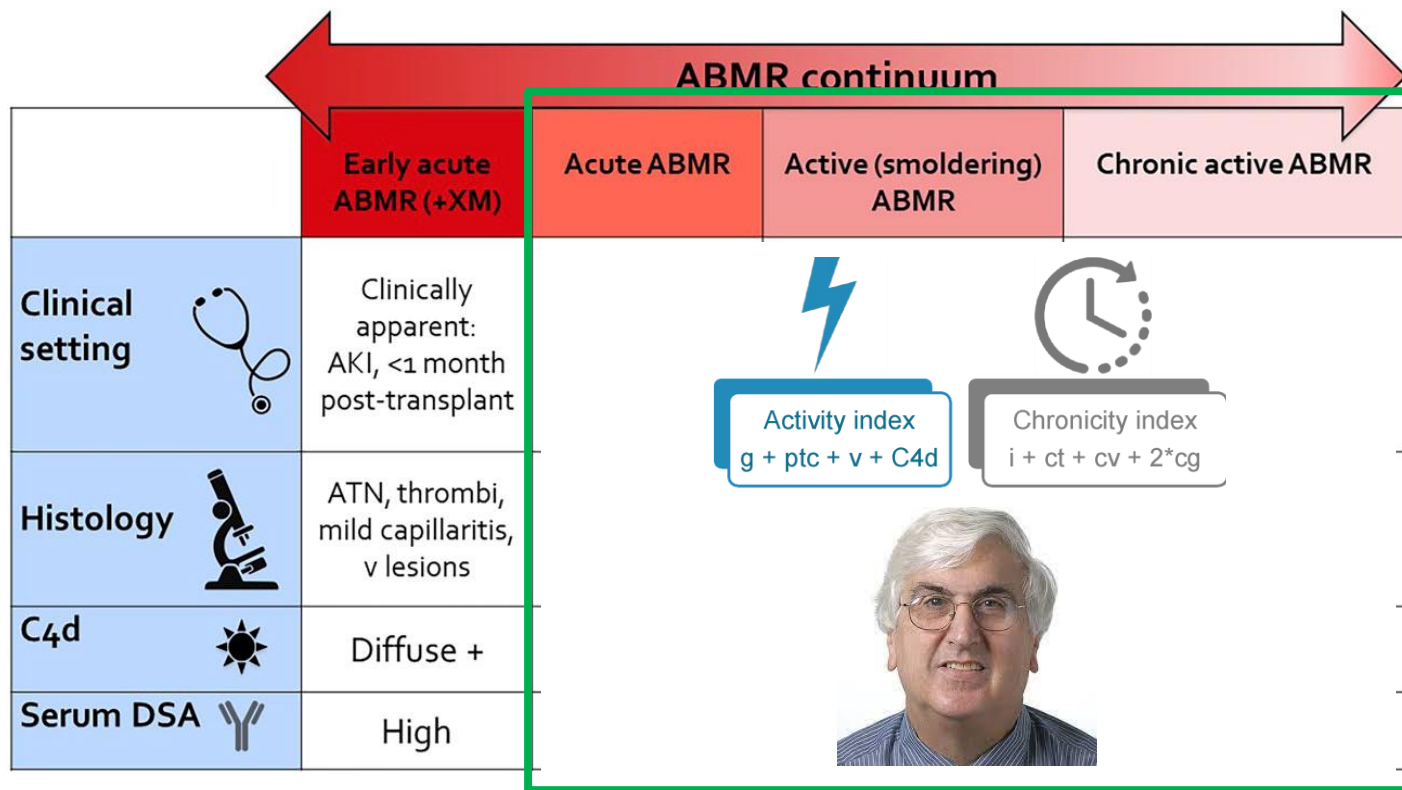 ABMR continuum
Early acute
ABMR (+XM)
Acute ABMR
Active (smoldering)
ABMR
Chronic active ABMR
Clinical
setting
Clinically
apparent:
AKI, <1 month
post-transplant
Activity index
g + ptc + v + C4d
Chronicity index
i + ct + cv + 2*cg
Histology
ATN, thrombi,
mild capillaritis,
v lesions
C4d
Diffuse +
Serum DSA
High